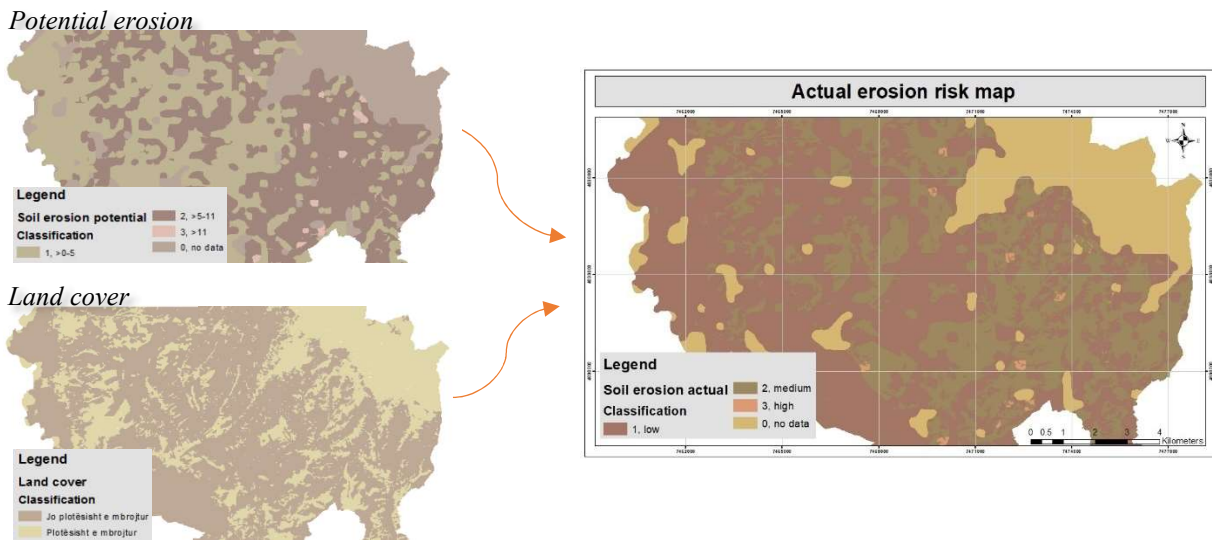 Potential erosion
Legend
Soil erosion potential
Classification
1, >0-5
2, >5-11
3, >11
0, no data
Land cover
Legend
Land cover
Classification
Jo plotësisht e mbrojtur
Plotësisht e mbrojtur
Actual erosion risk map
N
W E
S
Legend
Soil erosion actual
Classification
1, low
2, medium
3, high
0, no data
0 0.5 1 2 3 4
Kilometers